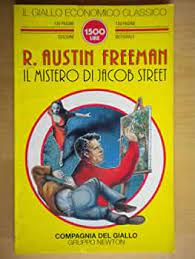 IL GIALLO ECONOMICO CLASSICO
1500
LIRE
R. AUSTIN FREEMAN
IL MISTERO DI JACOB STREET
COMPAGNIA DEL GIALLO
GRUPPO NEWTON